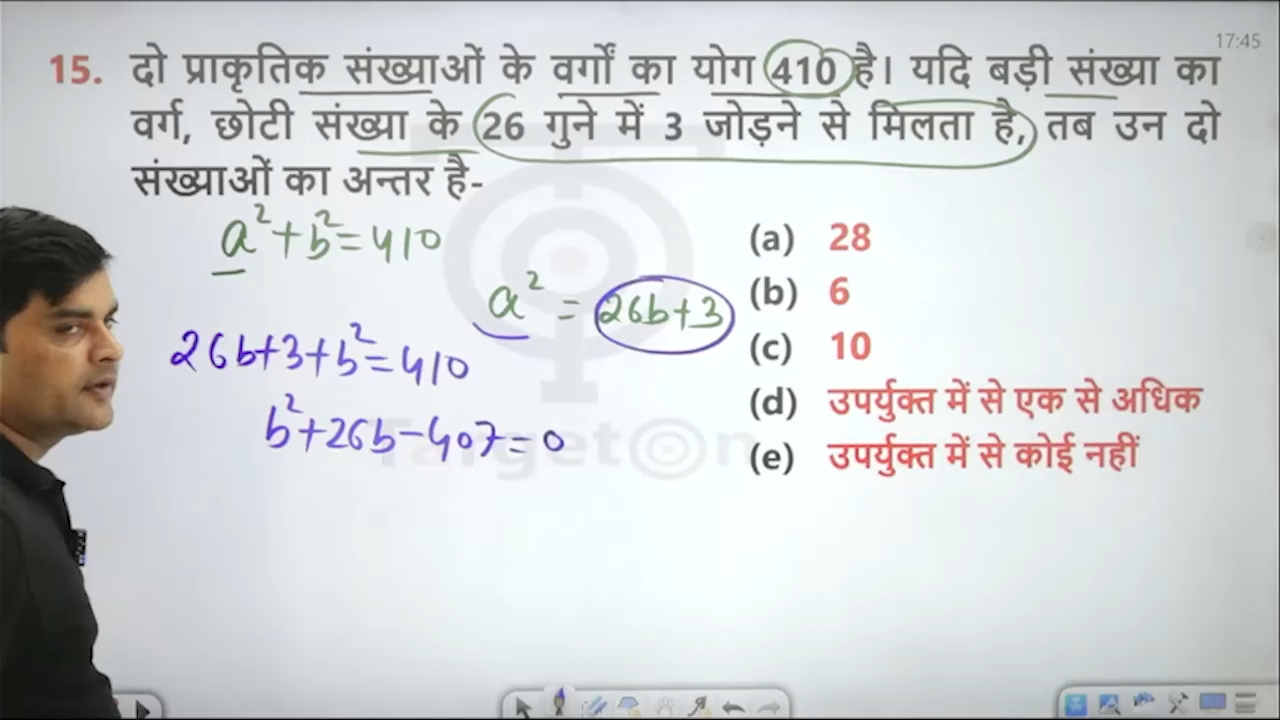 17:45
15. दो प्राकृतिक संख्याओं के वर्गों का योग 410 है। यदि बड़ी संख्या का
वर्ग, छोटी संख्या के 26 गुने में 3 जोड़ने से मिलता है, तब उन दो
संख्याओं का अन्तर है-
a²+b²=410
a² = 26b+3
26b+3+b²=410
b²+26b-407=0
(a) 28
(b) 6
(c) 10
(d) उपर्युक्त में से एक से अधिक
(e) उपर्युक्त में से कोई नहीं
TargetOn